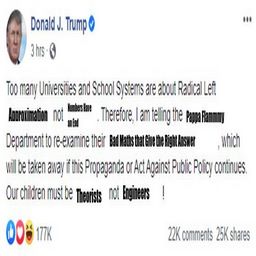 Donald J. Trump
3 hrs ·
Too many Universities and School Systems are about Radical Left
Approximation not Numbers Have an End . Therefore, I am telling the Pappa Flammmy
Department to re-examine their Bad Maths that Give the Right Answer , which
will be taken away if this Propaganda or Act Against Public Policy continues.
Our children must be Theorists not Engineers !
177K 22K comments 25K shares